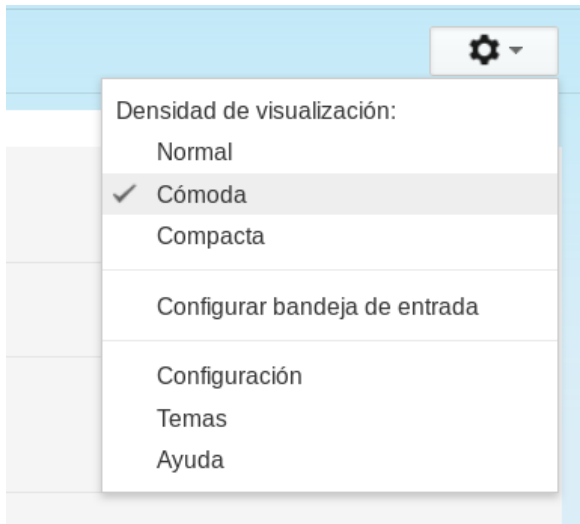 Densidad de visualización:
Normal
Cómoda
Compacta
Configurar bandeja de entrada
Configuración
Temas
Ayuda